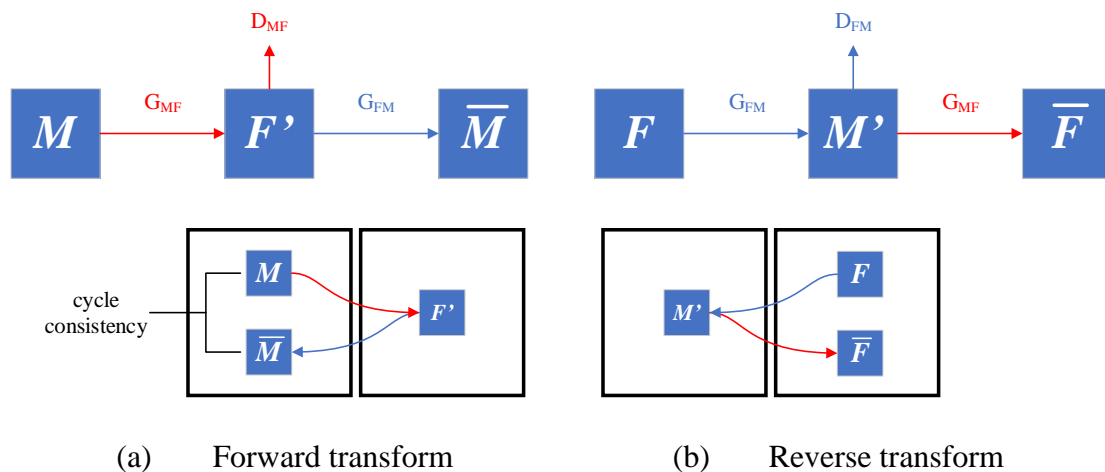 D_MF
D_FM
G_MF G_FM
G_FM G_MF
M F’ M̅
F M’ F̅
M
F'
M̅
cycle
consistency
F
M’
F̅
(a) Forward transform
(b) Reverse transform